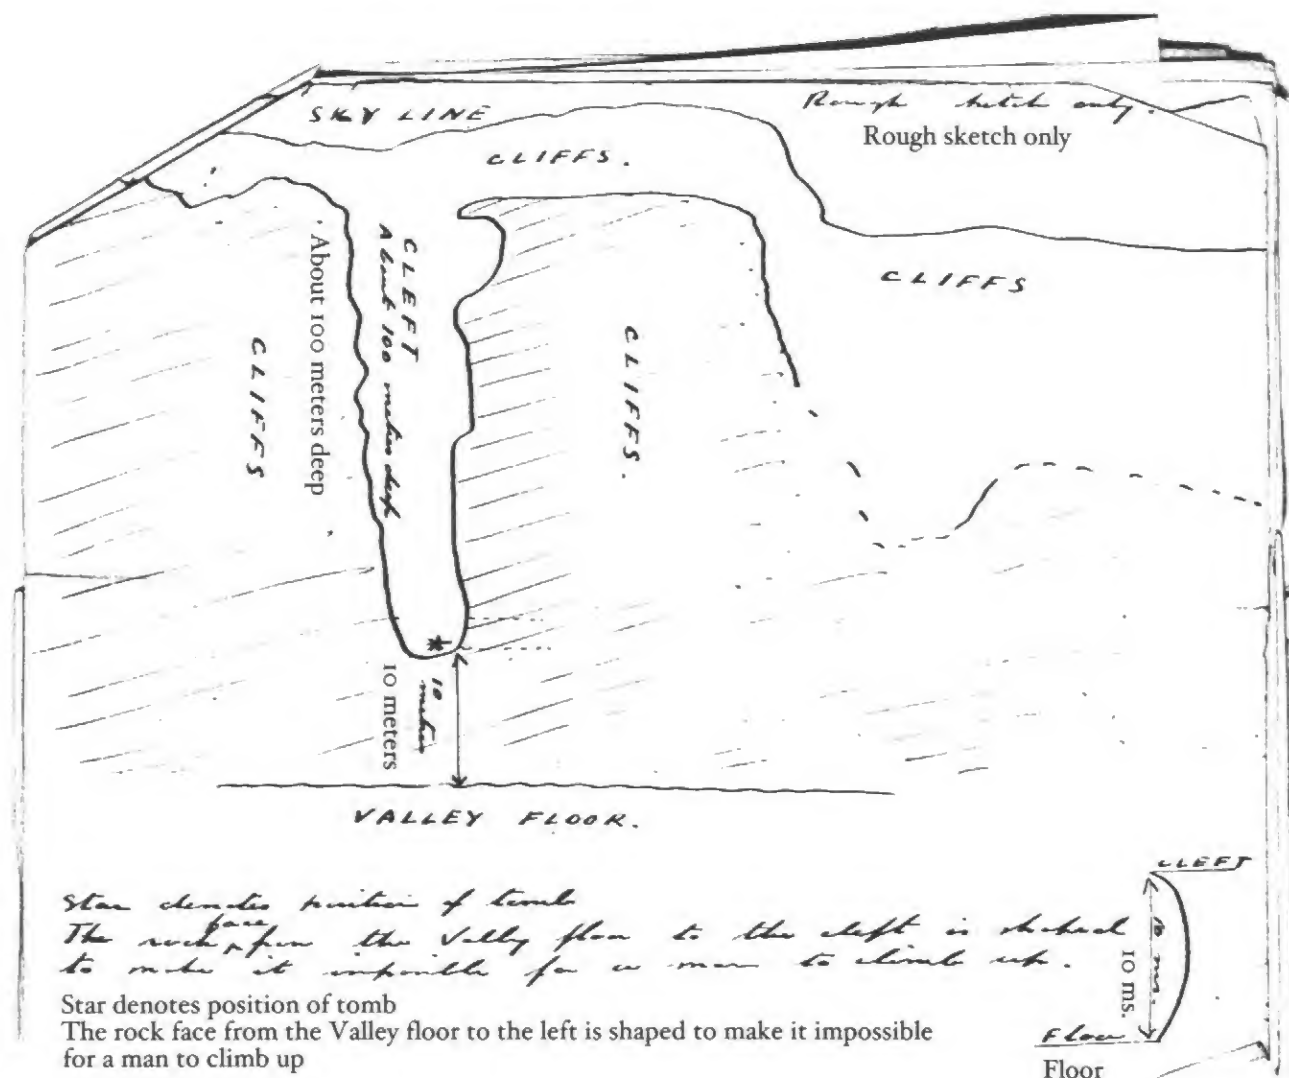 SKY LINE
Rough sketch only.
Rough sketch only
CLIFFS.
CLIFFS
CLIFFS
About 100 meters deep
CLEFT
About 100 metres deep
CLIFFS.
10
metres
10 meters
VALLEY FLOOR.
CLEFT
10 ms.
10 ms.
Floor
Floor
Star denotes position of tomb
The rock face from the Valley floor to the cleft is shaped
to make it impossible for a man to climb up.
Star denotes position of tomb
The rock face from the Valley floor to the left is shaped to make it impossible
for a man to climb up